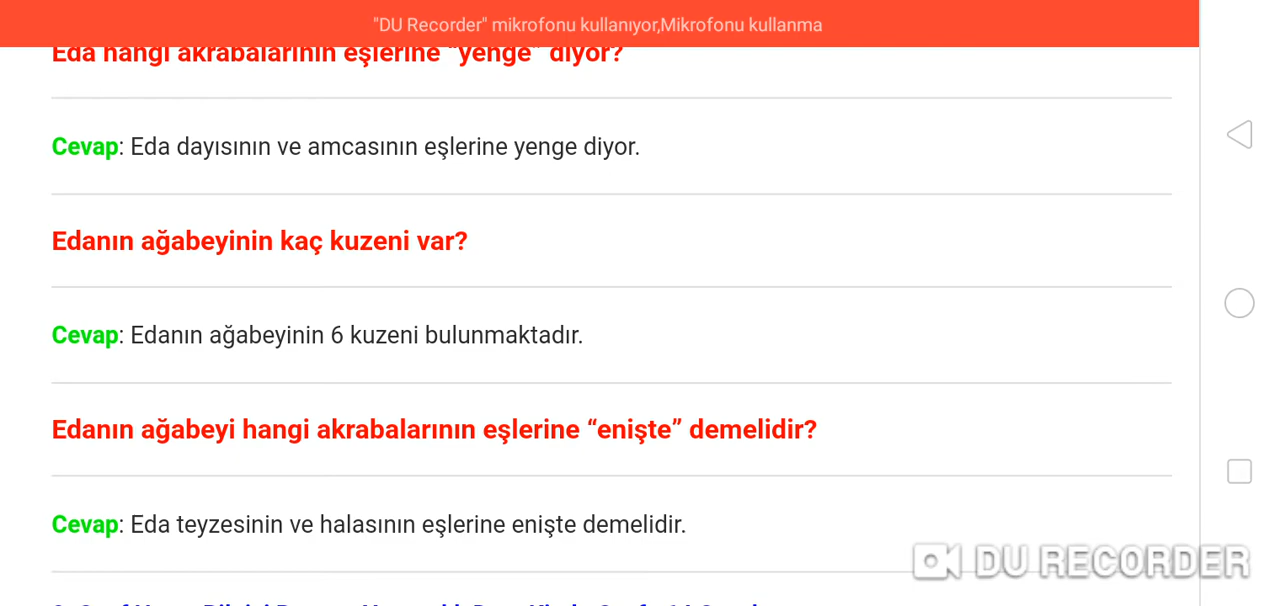 "DU Recorder" mikrofonu kullanıyor,Mikrofonu kullanma
Eda hangi akrabalarının eşlerine “yenge” diyor?
Cevap: Eda dayısının ve amcasının eşlerine yenge diyor.
Edanın ağabeyinin kaç kuzeni var?
Cevap: Edanın ağabeyinin 6 kuzeni bulunmaktadır.
Edanın ağabeyi hangi akrabalarının eşlerine “enişte” demelidir?
Cevap: Eda teyzesinin ve halasının eşlerine enişte demelidir.
DU RECORDER